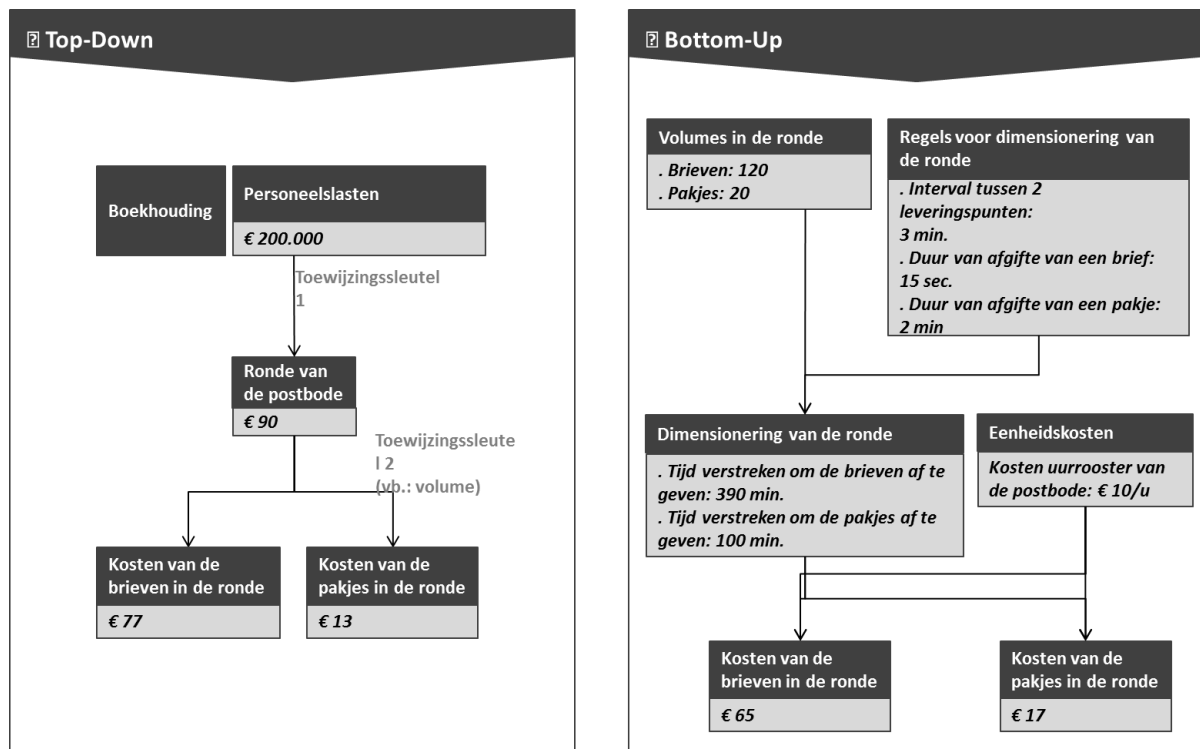 Top-Down
Boekhouding
Personeelslasten
€ 200.000
Toewijzingssleutel
1
Ronde van
de postbode
€ 90
Toewijzingssleute
l 2
(vb.: volume)
Kosten van de
brieven in de ronde
€ 77
Kosten van de
pakjes in de ronde
€ 13
Bottom-Up
Volumes in de ronde
. Brieven: 120
. Pakjes: 20
Regels voor dimensionering van
de ronde
. Interval tussen 2
leveringspunten:
3 min.
. Duur van afgifte van een brief:
15 sec.
. Duur van afgifte van een pakje:
2 min
Dimensionering van de ronde
. Tijd verstreken om de brieven af te
geven: 390 min.
. Tijd verstreken om de pakjes af te
geven: 100 min.
Eenheidskosten
Kosten uurrooster van
de postbode: € 10/u
Kosten van de
brieven in de ronde
€ 65
Kosten van de
pakjes in de ronde
€ 17